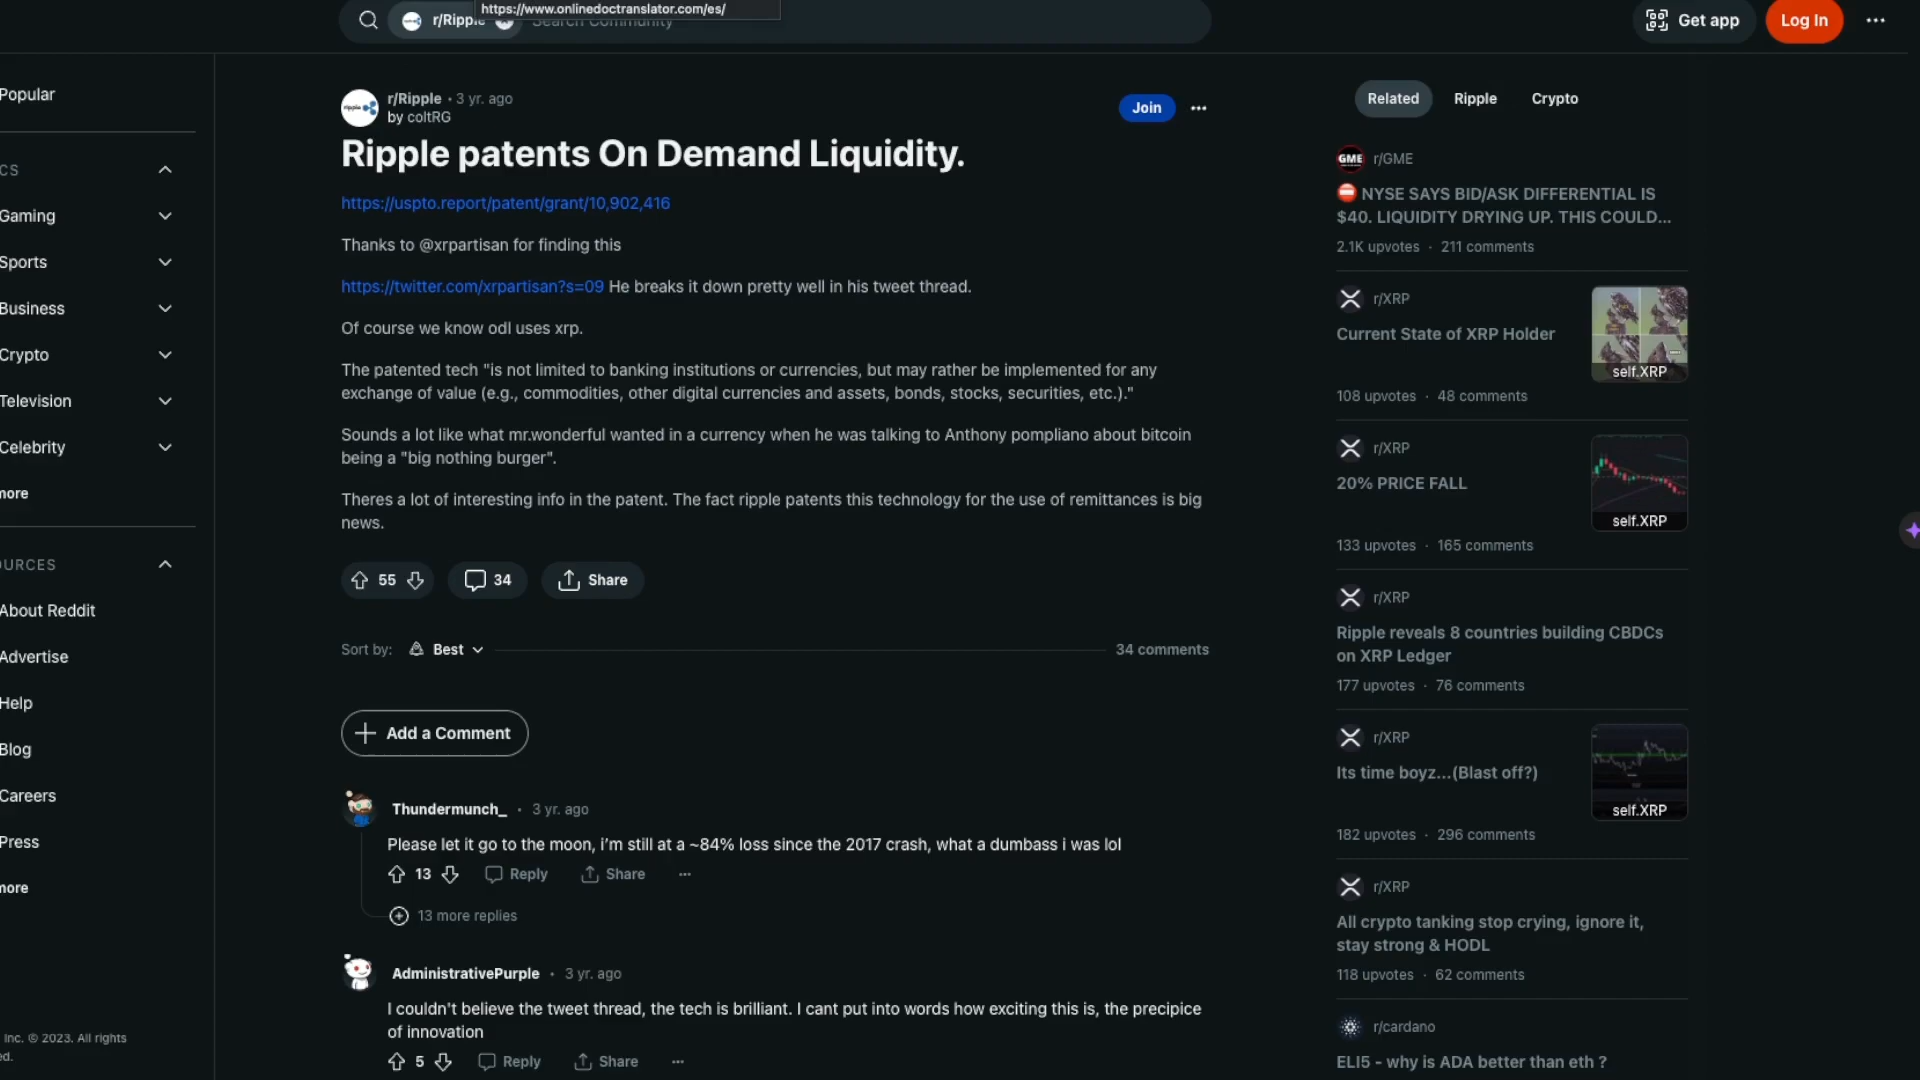 https://www.onlinedoctranslator.com/es/
r/Ripple
Search Community
Get app
Log In
Popular
CS
Gaming
Sports
Business
Crypto
Television
Celebrity
more
OURCES
About Reddit
Advertise
Help
Blog
Careers
Press
more
Inc. © 2023. All rights
ed.
r/Ripple · 3 yr. ago
by coltRG
Join
Ripple patents On Demand Liquidity.
https://uspto.report/patent/grant/10,902,416
Thanks to @xrpartisan for finding this
https://twitter.com/xrpartisan?s=09 He breaks it down pretty well in his tweet thread.
Of course we know odl uses xrp.
The patented tech "is not limited to banking institutions or currencies, but may rather be implemented for any
exchange of value (e.g., commodities, other digital currencies and assets, bonds, stocks, securities, etc.)."
Sounds a lot like what mr.wonderful wanted in a currency when he was talking to Anthony pompliano about bitcoin
being a "big nothing burger".
Theres a lot of interesting info in the patent. The fact ripple patents this technology for the use of remittances is big
news.
55
34
Share
Sort by: Best
34 comments
Add a Comment
Thundermunch_ · 3 yr. ago
Please let it go to the moon, i'm still at a ~84% loss since the 2017 crash, what a dumbass i was lol
13 Reply Share
13 more replies
AdministrativePurple · 3 yr. ago
I couldn't believe the tweet thread, the tech is brilliant. I cant put into words how exciting this is, the precipice
of innovation
5 Reply Share
Related Ripple Crypto
GME r/GME
NYSE SAYS BID/ASK DIFFERENTIAL IS
$40. LIQUIDITY DRYING UP. THIS COULD...
2.1K upvotes · 211 comments
r/XRP
Current State of XRP Holder
self.XRP
108 upvotes · 48 comments
r/XRP
20% PRICE FALL
self.XRP
133 upvotes · 165 comments
r/XRP
Ripple reveals 8 countries building CBDCs
on XRP Ledger
177 upvotes · 76 comments
r/XRP
Its time boyz...(Blast off?)
self.XRP
182 upvotes · 296 comments
r/XRP
All crypto tanking stop crying, ignore it,
stay strong & HODL
118 upvotes · 62 comments
r/cardano
ELI5 - why is ADA better than eth ?